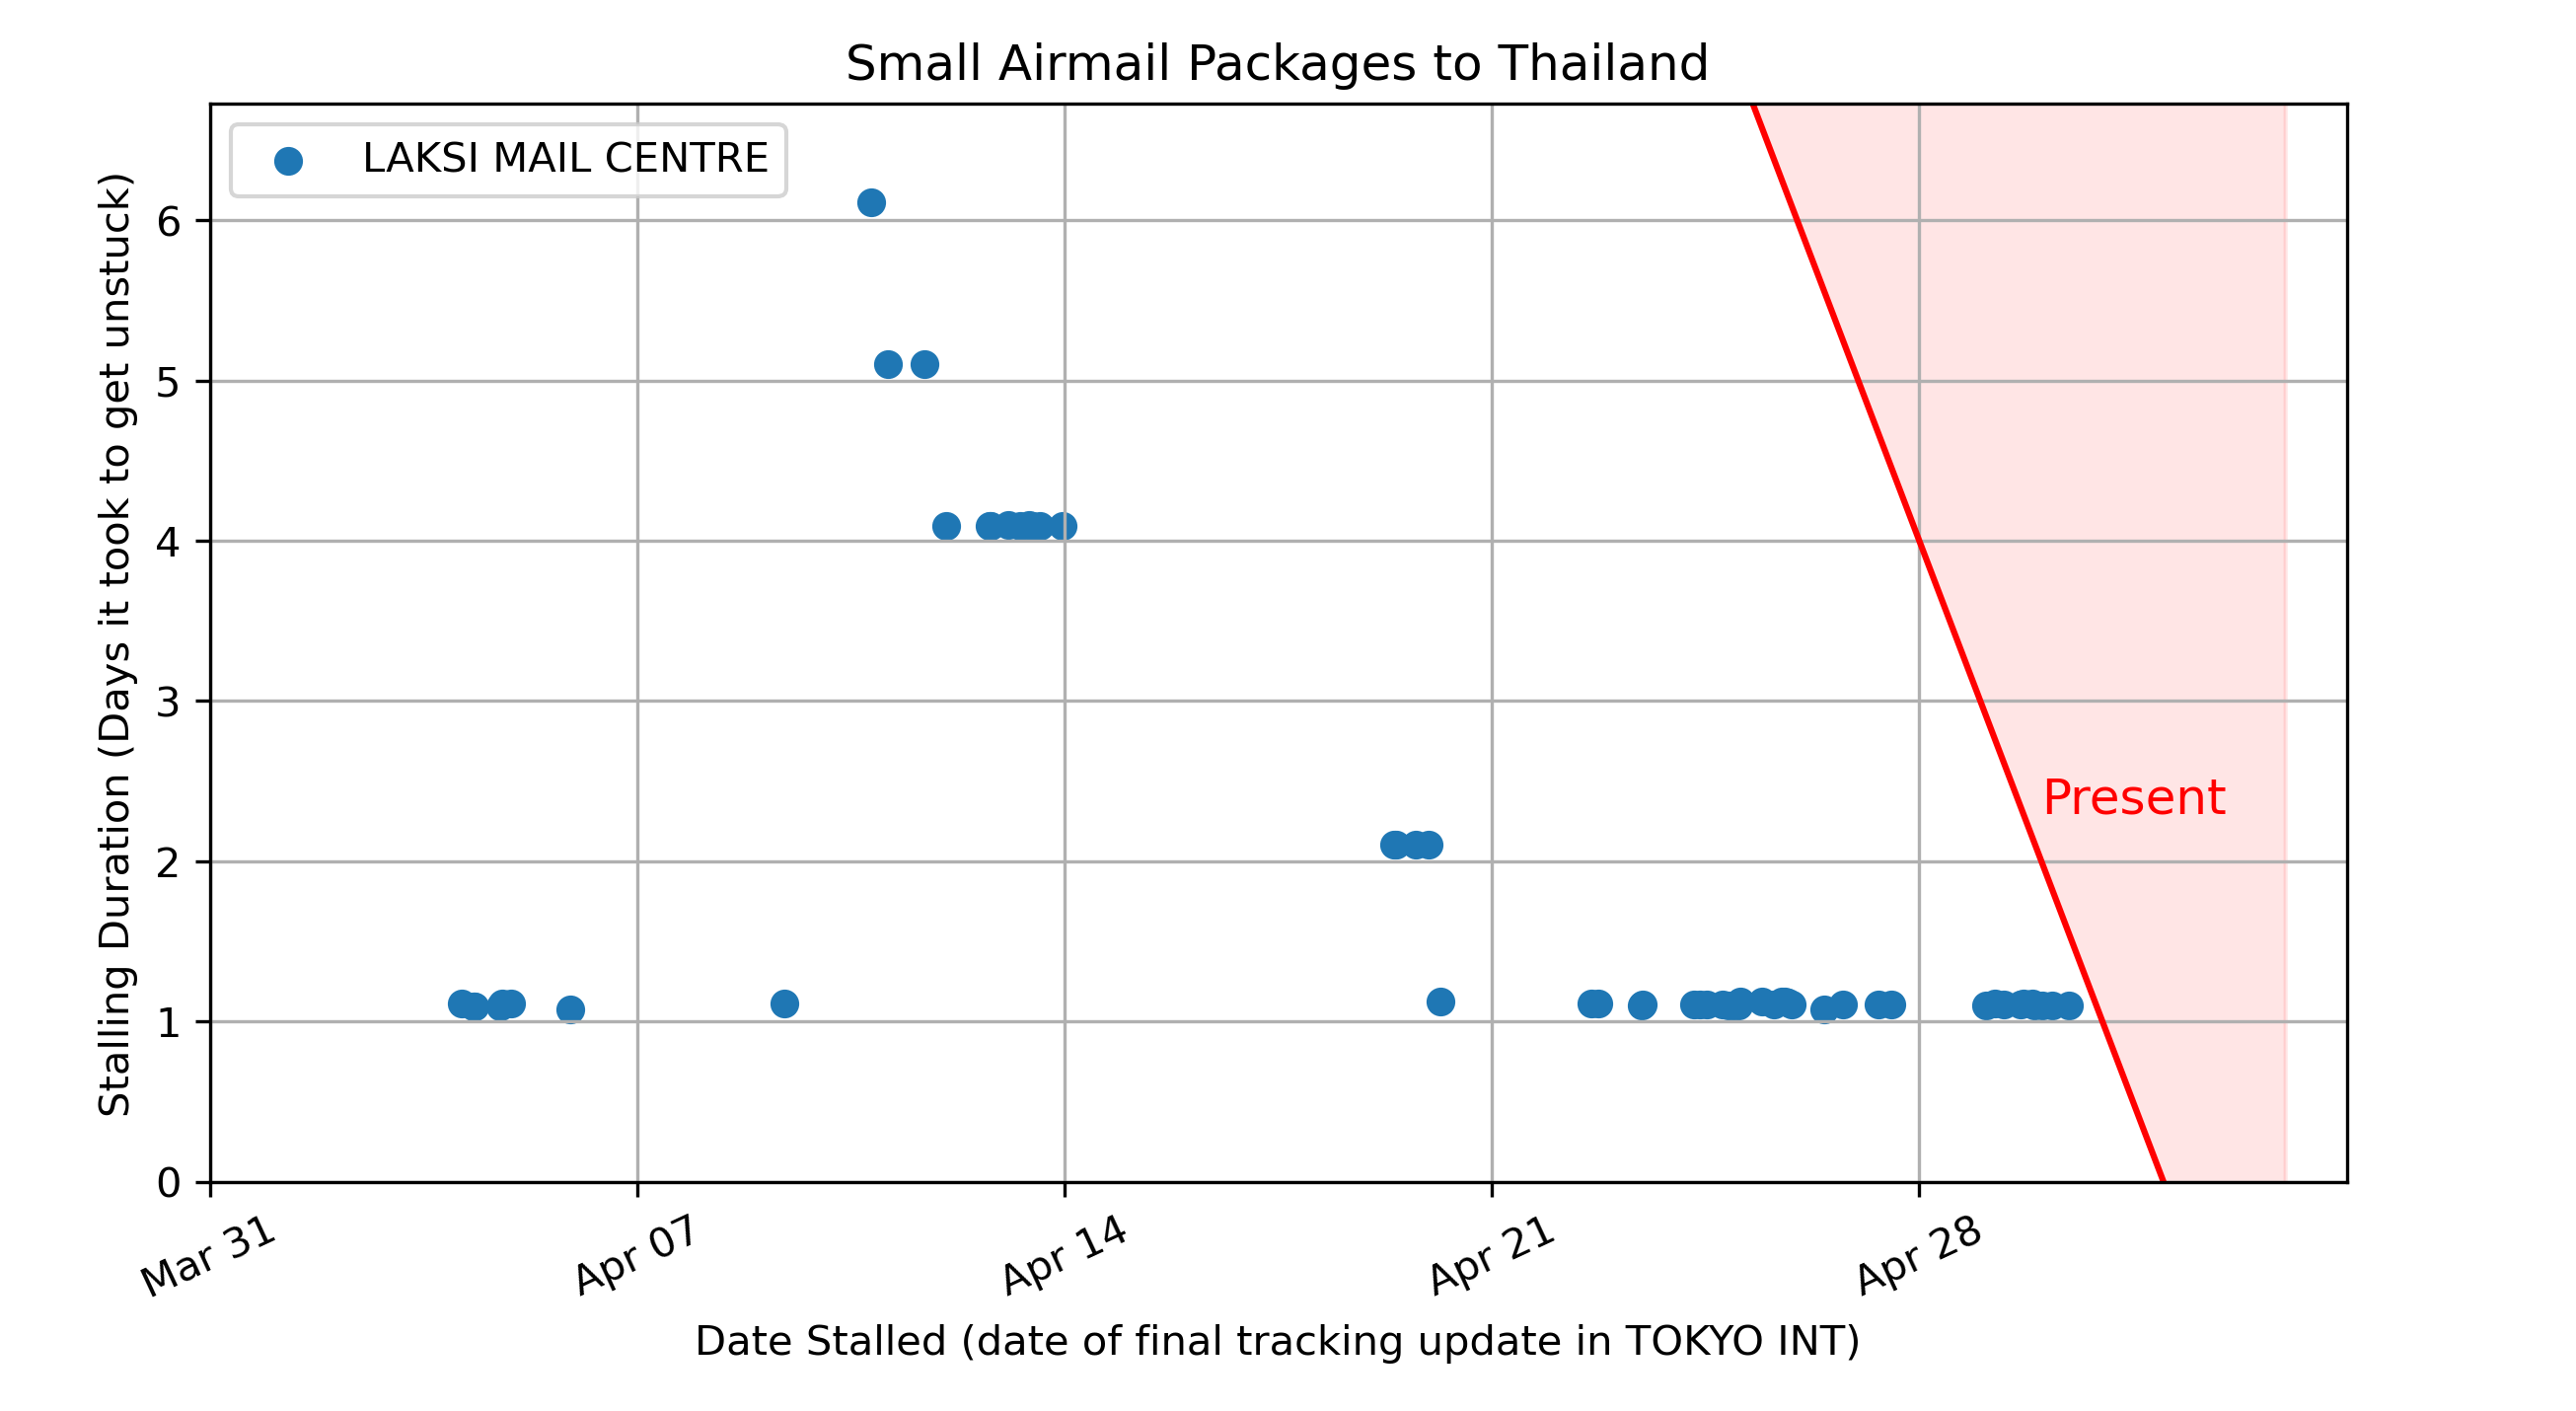 Small Airmail Packages to Thailand
LAKSI MAIL CENTRE
Stalling Duration (Days it took to get unstuck)
6
5
4
3
2
1
0
Present
Mar 31
Apr 07
Apr 14
Apr 21
Apr 28
Date Stalled (date of final tracking update in TOKYO INT)